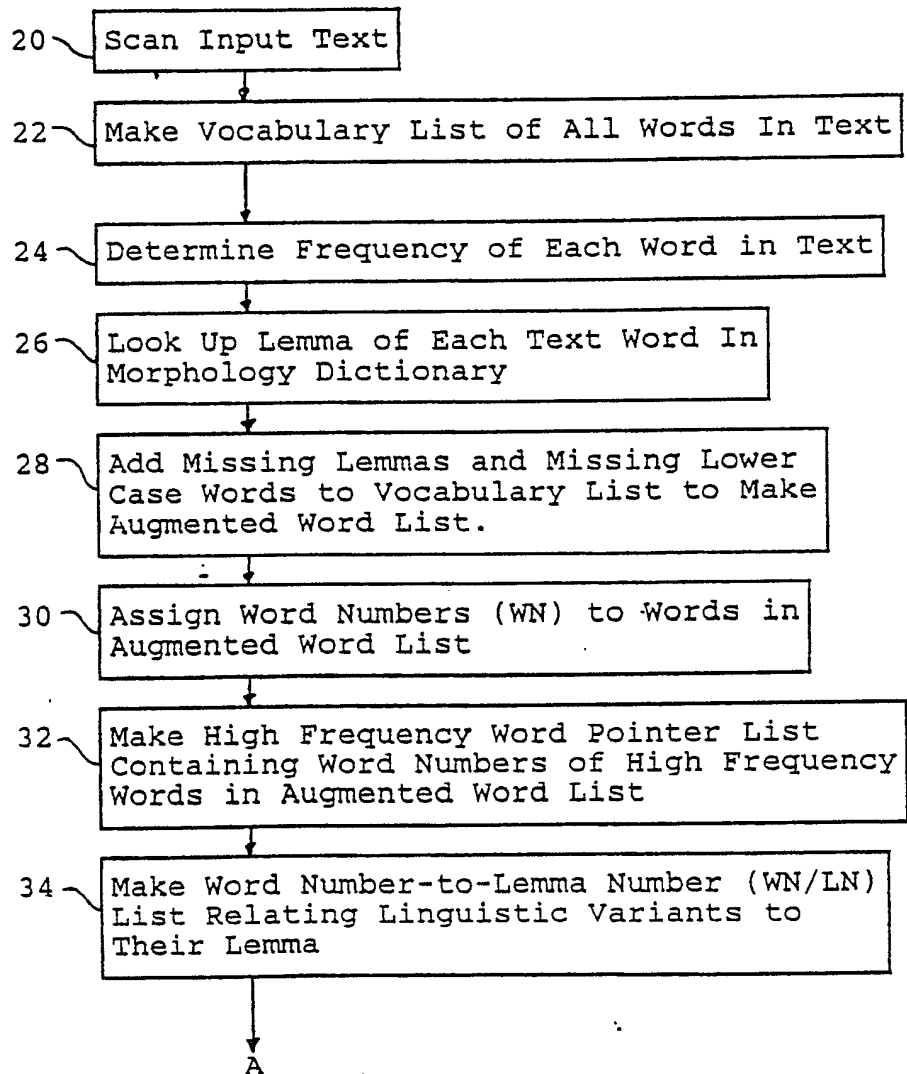 20 Scan Input Text
22 Make Vocabulary List of All Words In Text
24 Determine Frequency of Each Word in Text
26 Look Up Lemma of Each Text Word In
Morphology Dictionary
28 Add Missing Lemmas and Missing Lower
Case Words to Vocabulary List to Make
Augmented Word List.
30 Assign Word Numbers (WN) to Words in
Augmented Word List
32 Make High Frequency Word Pointer List
Containing Word Numbers of High Frequency
Words in Augmented Word List
34 Make Word Number-to-Lemma Number (WN/LN)
List Relating Linguistic Variants to
Their Lemma
A